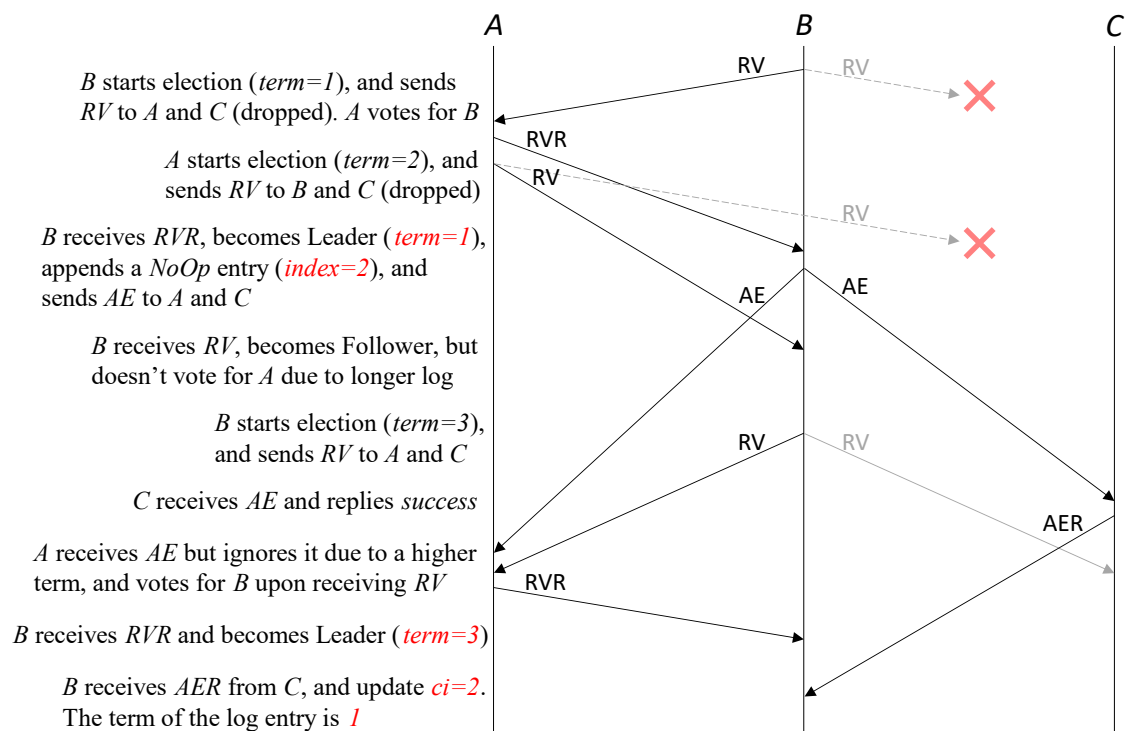 A
B
C
RV
RV
B starts election (term=1), and sends
RV to A and C (dropped). A votes for B
RVR
A starts election (term=2), and
sends RV to B and C (dropped)
RV
RV
B receives RVR, becomes Leader (term=1),
appends a NoOp entry (index=2), and
sends AE to A and C
AE
AE
B receives RV, becomes Follower, but
doesn't vote for A due to longer log
B starts election (term=3),
and sends RV to A and C
RV
RV
C receives AE and replies success
AER
A receives AE but ignores it due to a higher
term, and votes for B upon receiving RV
RVR
B receives RVR and becomes Leader (term=3)
B receives AER from C, and update ci=2.
The term of the log entry is 1